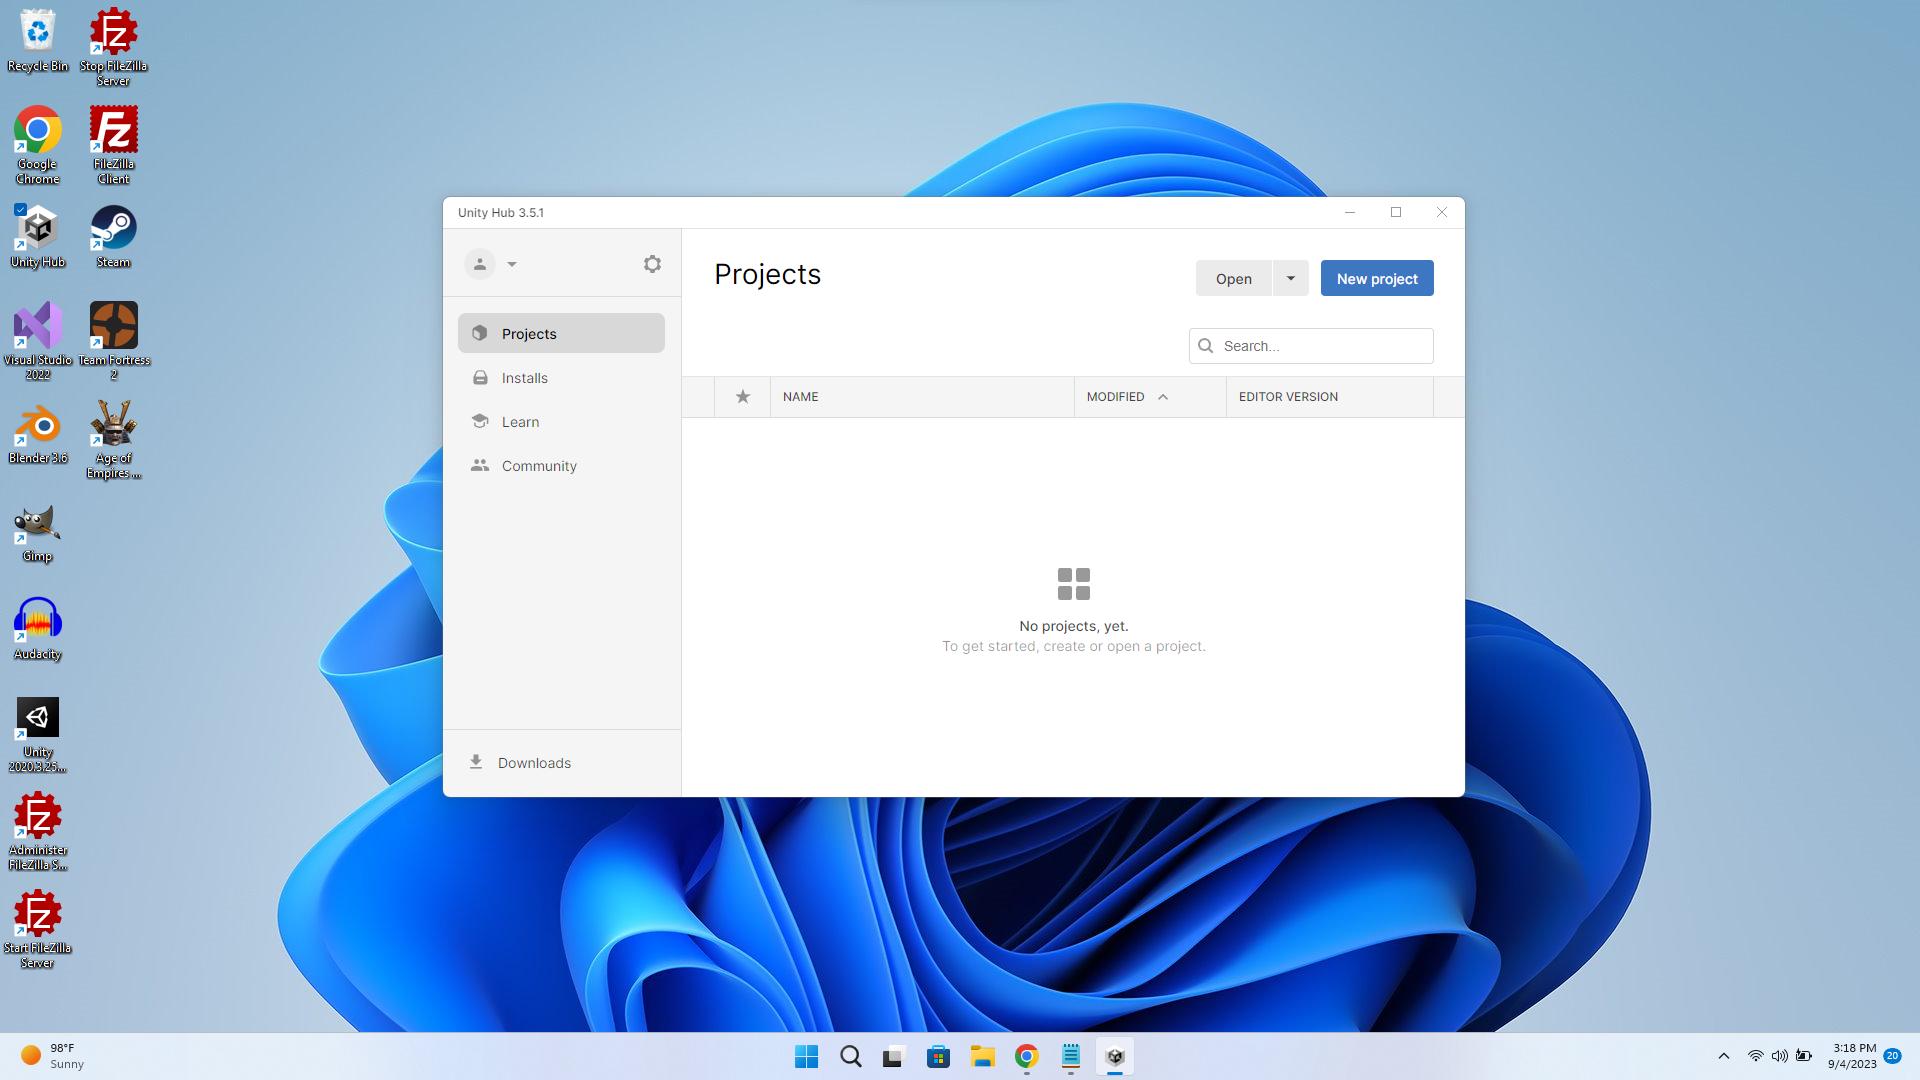 Recycle Bin
Stop FileZilla
Server
Google
Chrome
FileZilla
Client
Unity Hub
Steam
Visual Studio
2022
Team Fortress
2
Blender 3.6
Age of
Empires ...
Gimp
Audacity
Unity
2020.3.25...
Administer
FileZilla S...
Start FileZilla
Server
Unity Hub 3.5.1
Projects
Installs
Learn
Community
Downloads
Projects
Open
New project
Search...
NAME
MODIFIED
EDITOR VERSION
No projects, yet.
To get started, create or open a project.
98°F
Sunny
3:18 PM
9/4/2023
20